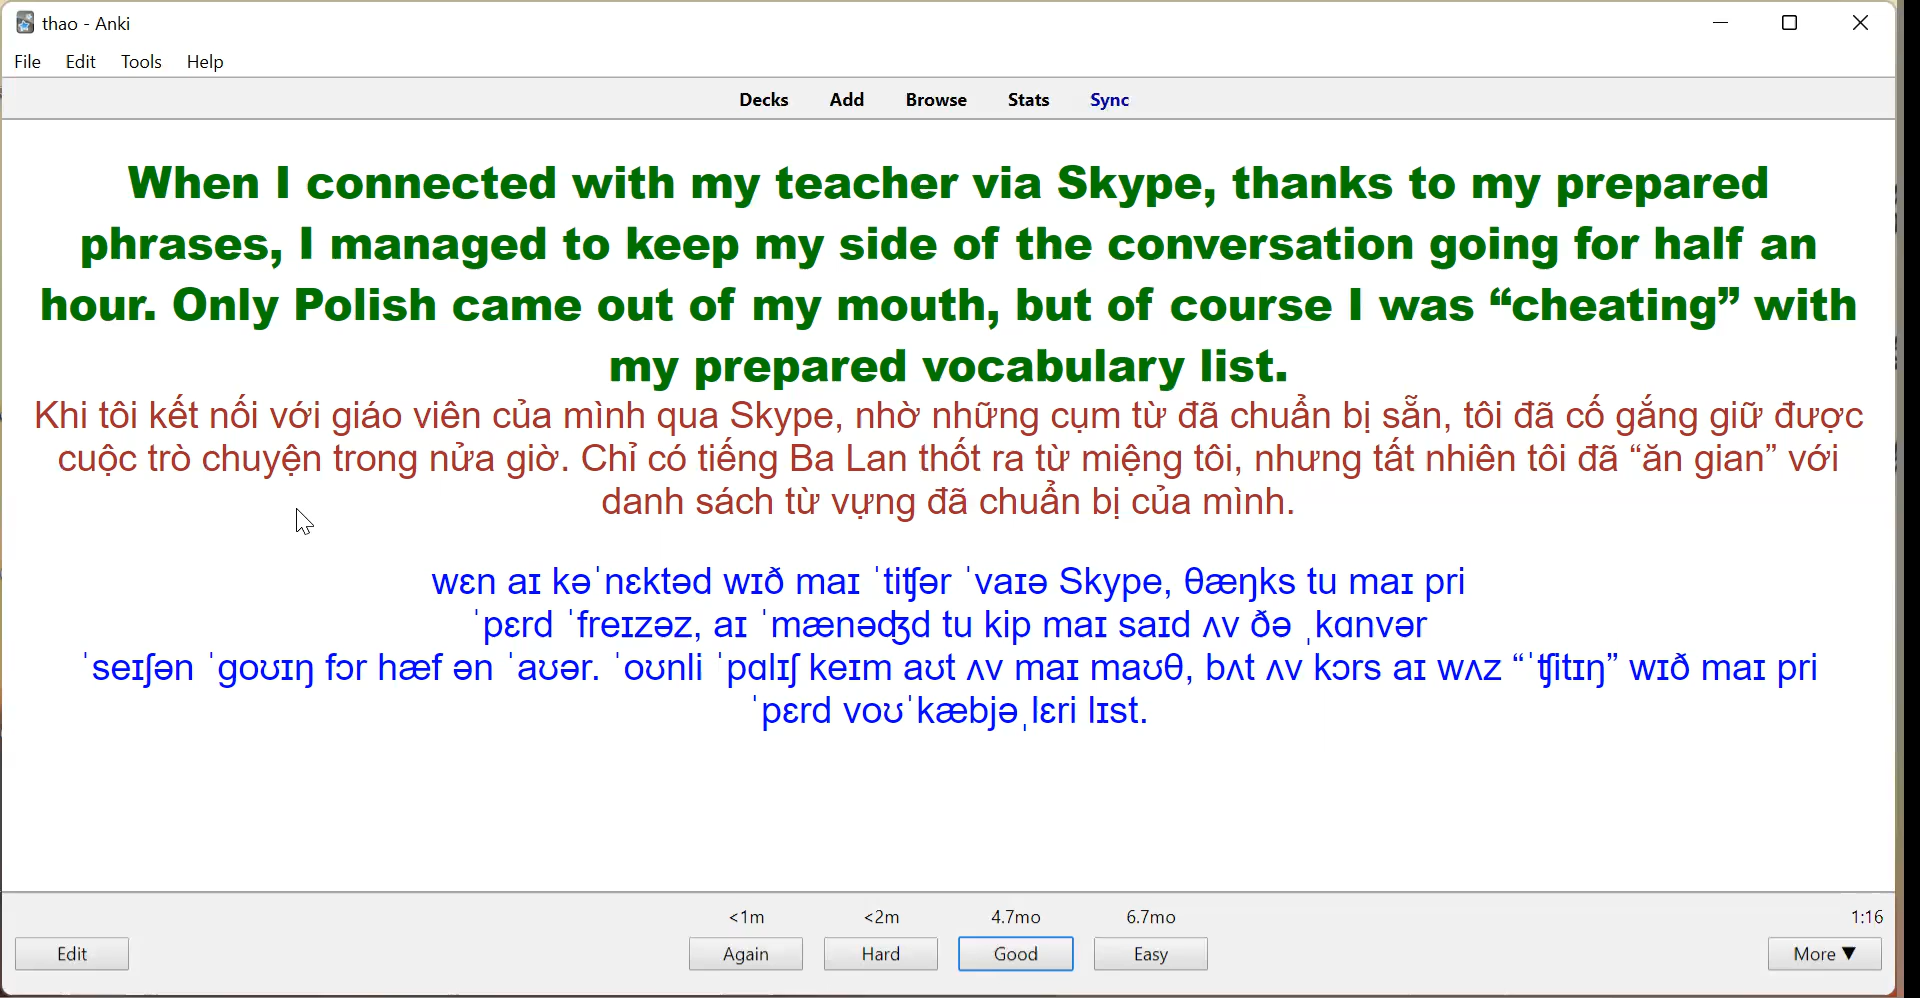 thao - Anki
File Edit Tools Help
Decks Add Browse Stats Sync
When I connected with my teacher via Skype, thanks to my prepared
phrases, I managed to keep my side of the conversation going for half an
hour. Only Polish came out of my mouth, but of course I was “cheating” with
my prepared vocabulary list.
Khi tôi kết nối với giáo viên của mình qua Skype, nhờ những cụm từ đã chuẩn bị sẵn, tôi đã cố gắng giữ được
cuộc trò chuyện trong nửa giờ. Chỉ có tiếng Ba Lan thốt ra từ miệng tôi, nhưng tất nhiên tôi đã “ăn gian” với
danh sách từ vựng đã chuẩn bị của mình.
wɛn aɪ kəˈnɛktəd wɪð maɪ ˈtiʧər ˈvaɪə Skype, θæŋks tu maɪ pri
ˈpɛrd ˈfreɪzəz, aɪ ˈmænəʤd tu kip maɪ saɪd ʌv ðə ˌkɑnvər
ˈseɪʃən ˈgoʊɪŋ fɔr hæf ən ˈaʊər. ˈoʊnli ˈpɑlɪʃ keɪm aʊt ʌv maɪ maʊθ, bʌt ʌv kɔrs aɪ wʌz “ˈʧitɪŋ” wɪð maɪ pri
ˈpɛrd voʊˈkæbjəˌlɛri lɪst.
<1m <2m 4.7mo 6.7mo 1:16
Edit Again Hard Good Easy More ▼